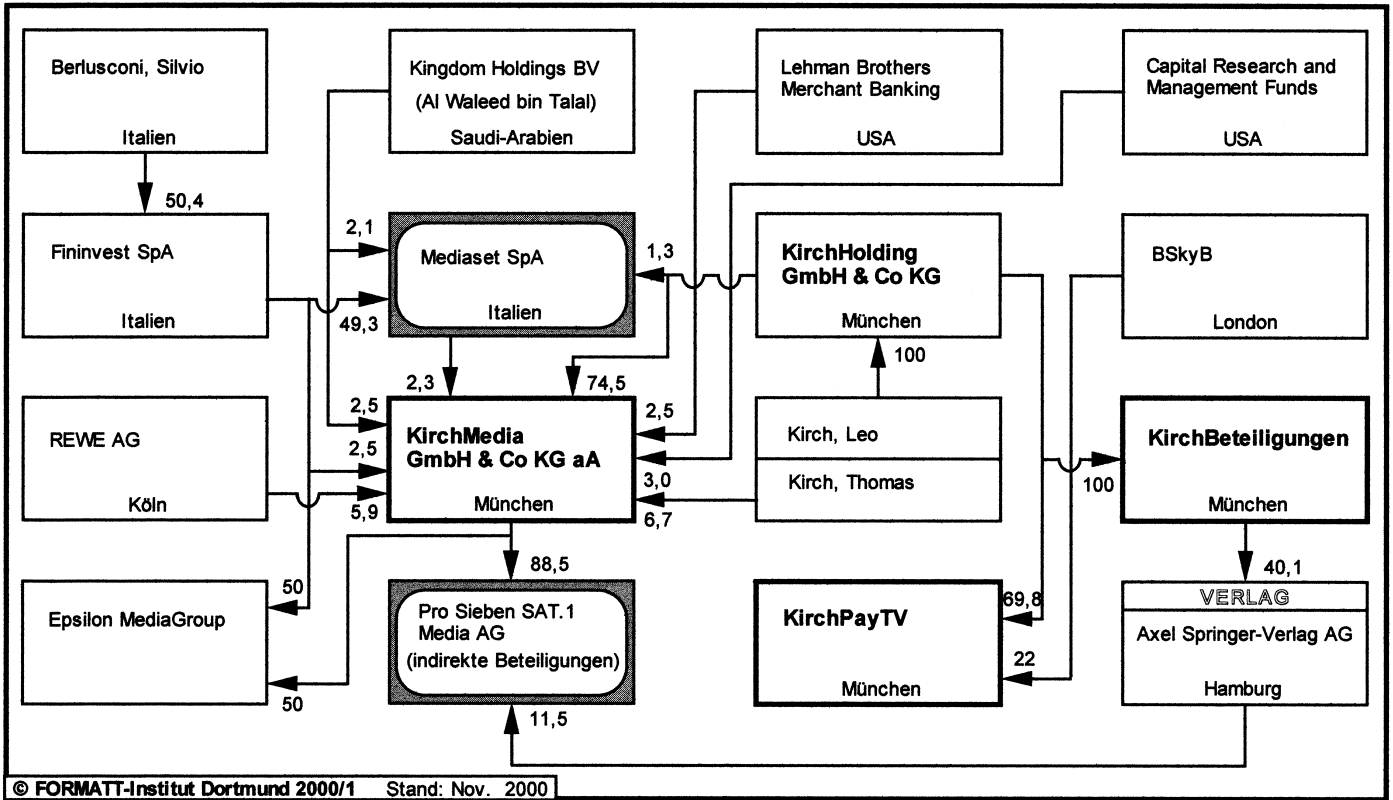 Berlusconi, Silvio
Italien
Kingdom Holdings BV
(Al Waleed bin Talal)
Saudi-Arabien
Lehman Brothers
Merchant Banking
USA
Capital Research and
Management Funds
USA
50,4
Fininvest SpA
Italien
2,1
49,3
Mediaset SpA
Italien
1,3
KirchHolding
GmbH & Co KG
München
BSkyB
London
100
2,3
74,5
REWE AG
Köln
2,5
2,5
5,9
KirchMedia
GmbH & Co KG aA
München
2,5
3,0
6,7
Kirch, Leo
Kirch, Thomas
100
KirchBeteiligungen
München
88,5
40,1
50
50
Epsilon MediaGroup
Pro Sieben SAT.1
Media AG
(indirekte Beteiligungen)
11,5
KirchPayTV
München
69,8
22
VERLAG
Axel Springer-Verlag AG
Hamburg
© FORMATT-Institut Dortmund 2000/1 Stand: Nov. 2000